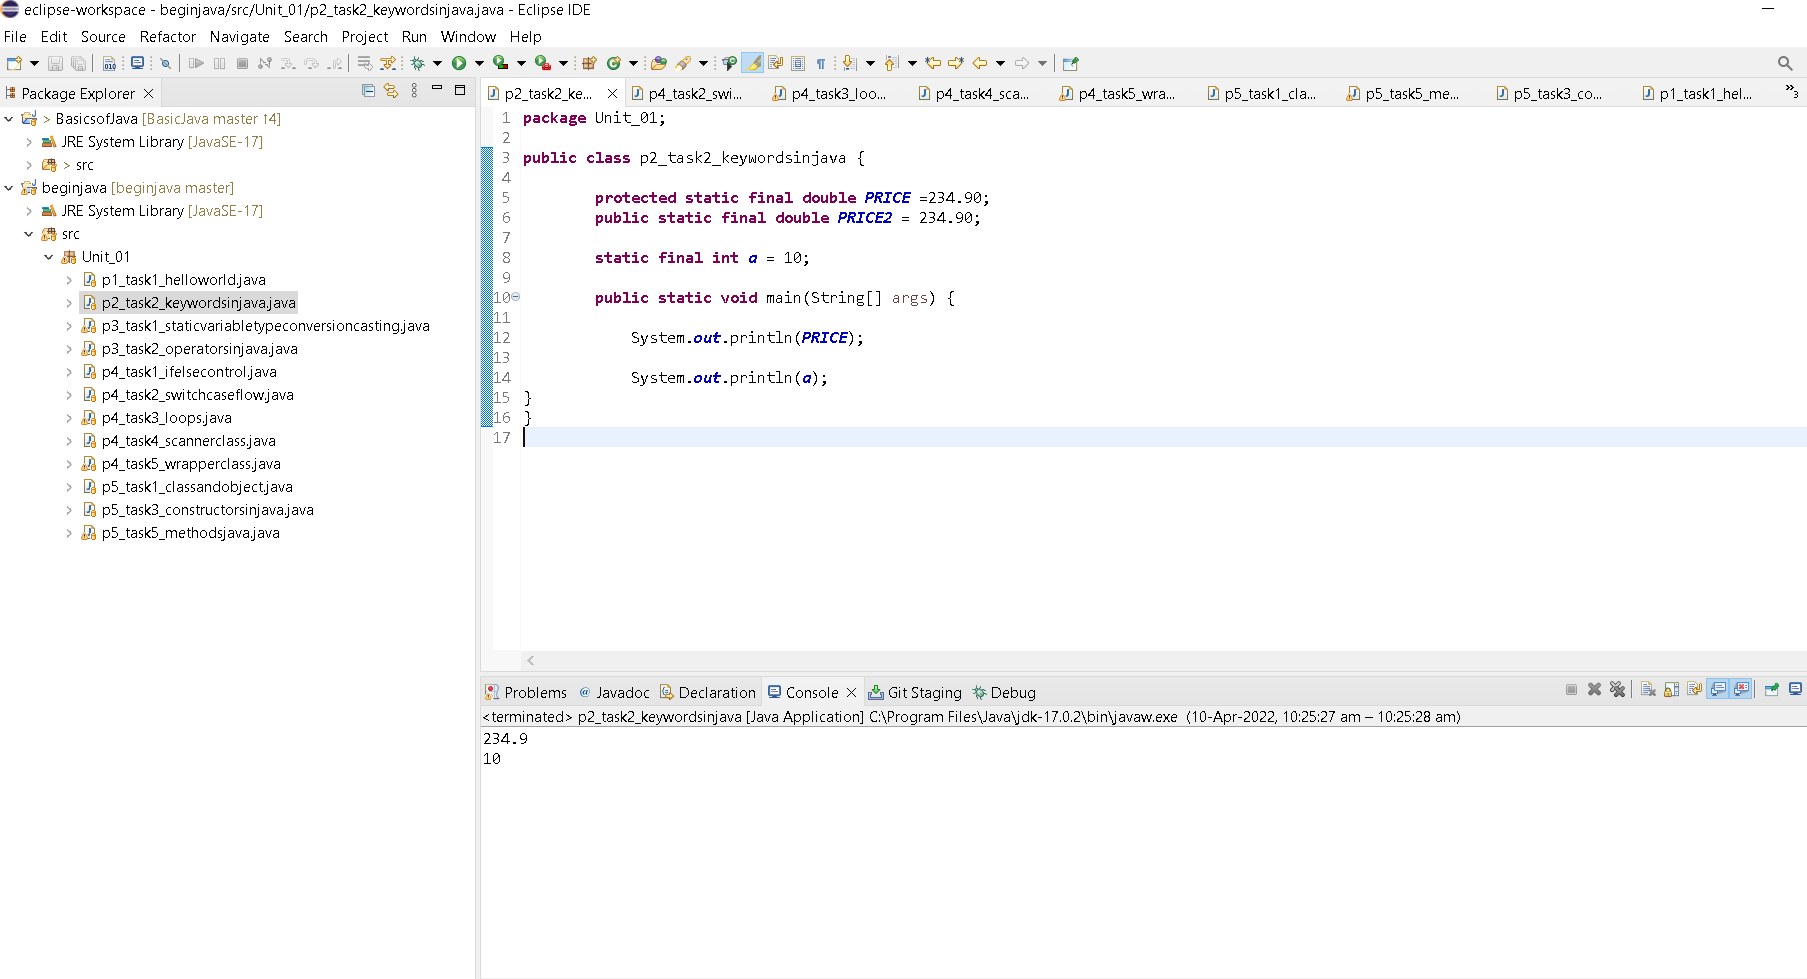 eclipse-workspace - beginjava/src/Unit_01/p2_task2_keywordsinjava.java - Eclipse IDE
File Edit Source Refactor Navigate Search Project Run Window Help
Package Explorer
> BasicsofJava [BasicJava master ↑4]
JRE System Library [JavaSE-17]
> src
beginjava [beginjava master]
JRE System Library [JavaSE-17]
src
Unit_01
p1_task1_helloworld.java
p2_task2_keywordsinjava.java
p3_task1_staticvariabletypeconversioncasting.java
p3_task2_operatorsinjava.java
p4_task1_ifelsecontrol.java
p4_task2_switchcaseflow.java
p4_task3_loops.java
p4_task4_scannerclass.java
p4_task5_wrapperclass.java
p5_task1_classandobject.java
p5_task3_constructorsinjava.java
p5_task5_methodsjava.java
p2_task2_ke... p4_task2_swi... p4_task3_loo... p4_task4_sca... p4_task5_wra... p5_task1_cla... p5_task5_me... p5_task3_co... p1_task1_hel... »3
1 package Unit_01;
2
3 public class p2_task2_keywordsinjava {
4
5 protected static final double PRICE =234.90;
6 public static final double PRICE2 = 234.90;
7
8 static final int a = 10;
9
10 public static void main(String[] args) {
11
12 System.out.println(PRICE);
13
14 System.out.println(a);
15 }
16 }
17
Problems @ Javadoc Declaration Console Git Staging Debug
<terminated> p2_task2_keywordsinjava [Java Application] C:\Program Files\Java\jdk-17.0.2\bin\javaw.exe (10-Apr-2022, 10:25:27 am – 10:25:28 am)
234.9
10